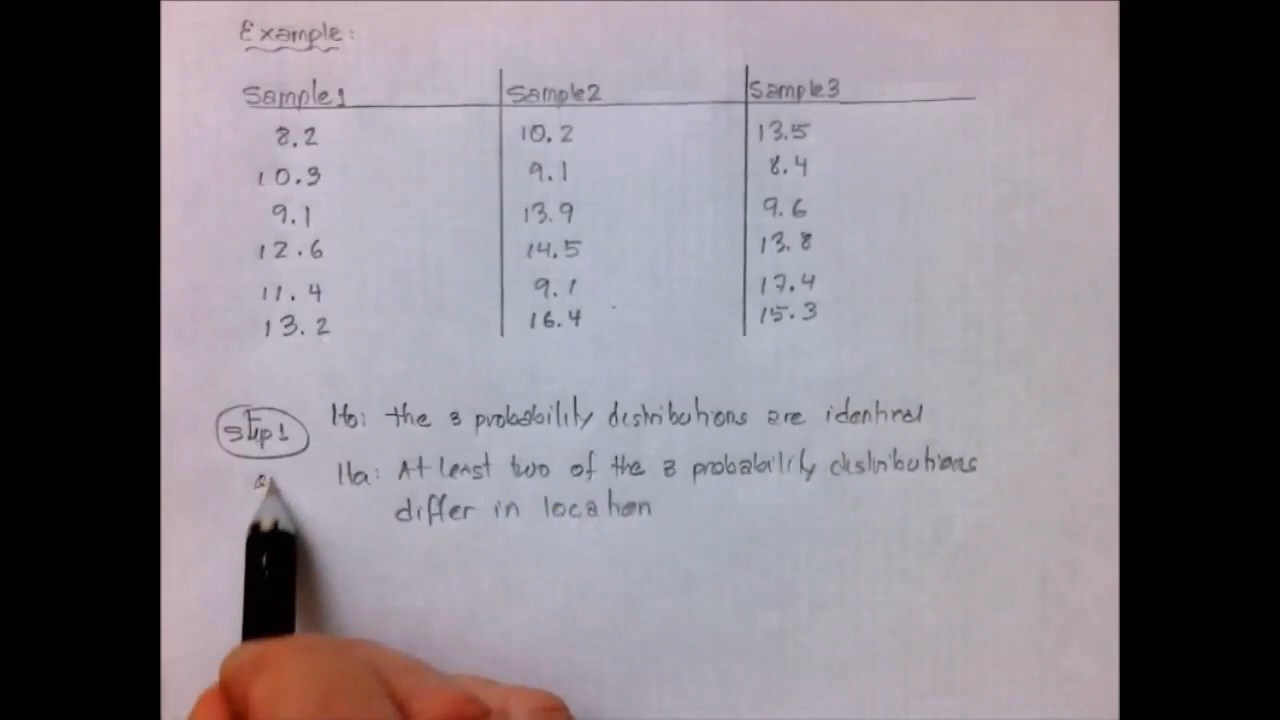 Example:
Sample1 Sample2 Sample3
8.2 10.2 13.5
10.3 9.1 8.4
9.1 13.9 9.6
12.6 14.5 13.8
11.4 9.1 17.4
13.2 16.4 15.3
Step1 Ho: the 3 probability distributions are identical
Ha: At least two of the 3 probability distributions
differ in location